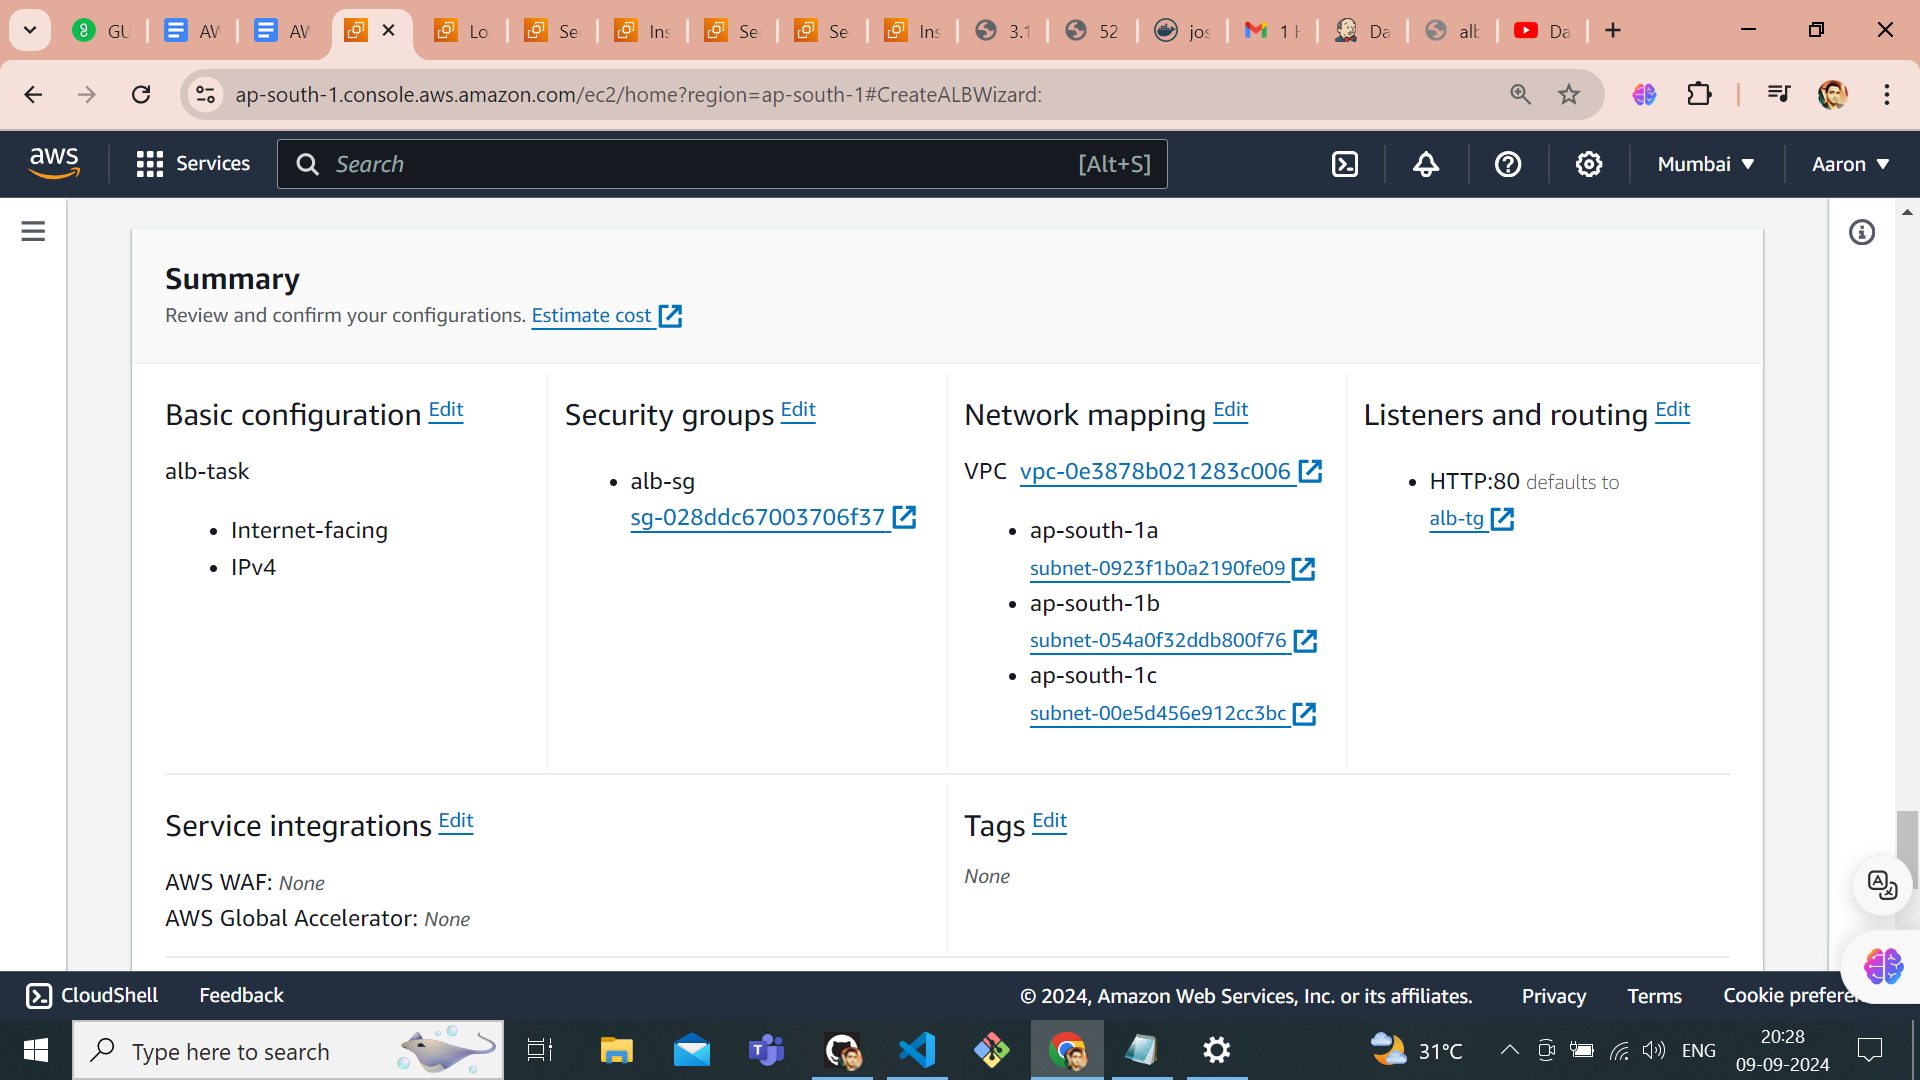 GU
AW
AW
Lo
Se
Ins
Se
Se
Ins
3.1
52
jos
1
Da
alb
Da
ap-south-1.console.aws.amazon.com/ec2/home?region=ap-south-1#CreateALBWizard:
aws
Services
Search
[Alt+S]
Mumbai
Aaron
Summary
Review and confirm your configurations. Estimate cost
Basic configuration Edit
alb-task
• Internet-facing
• IPv4
Security groups Edit
• alb-sg
sg-028ddc67003706f37
Network mapping Edit
VPC vpc-0e3878b021283c006
• ap-south-1a
subnet-0923f1b0a2190fe09
• ap-south-1b
subnet-054a0f32ddb800f76
• ap-south-1c
subnet-00e5d456e912cc3bc
Listeners and routing Edit
• HTTP:80 defaults to
alb-tg
Service integrations Edit
AWS WAF: None
AWS Global Accelerator: None
Tags Edit
None
CloudShell
Feedback
© 2024, Amazon Web Services, Inc. or its affiliates.
Privacy
Terms
Cookie prefere
Type here to search
31°C
ENG
20:28
09-09-2024